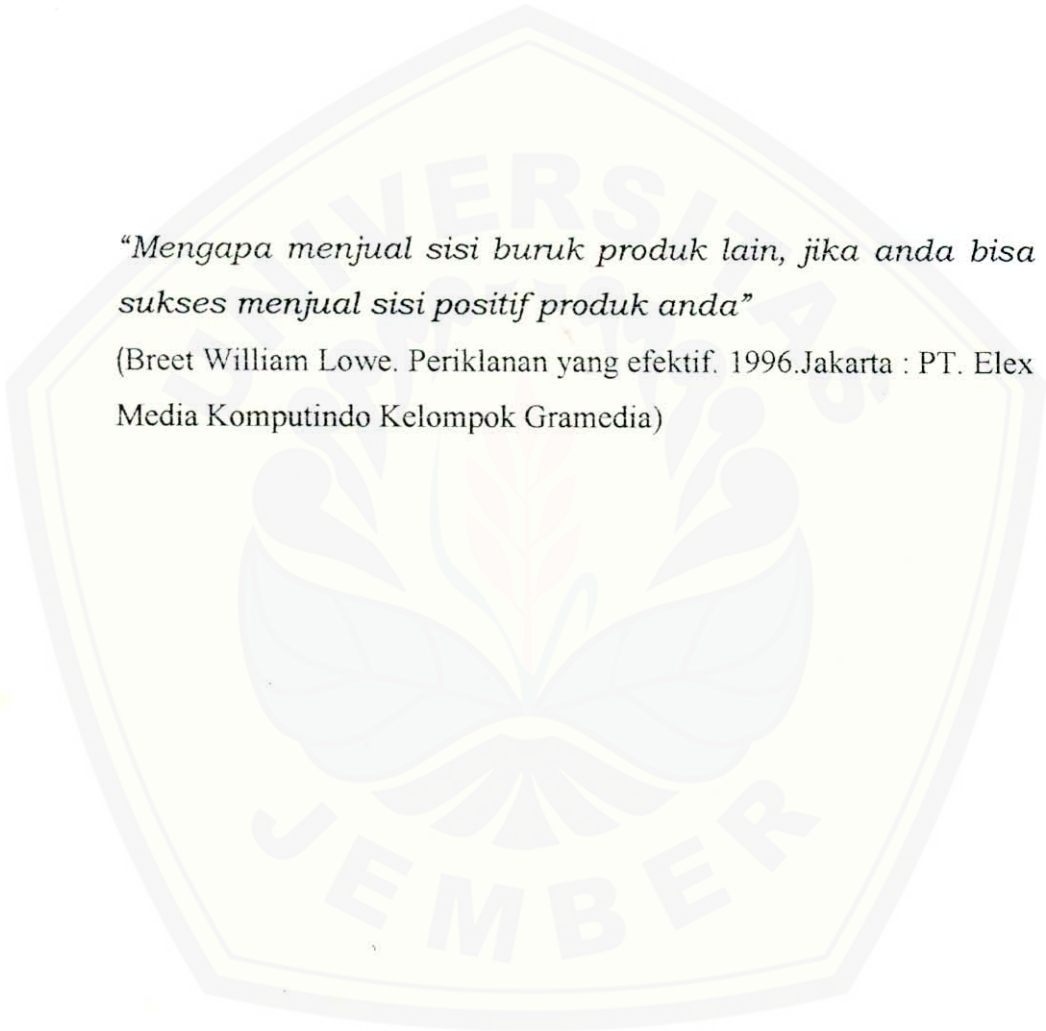 UNIVERSITAS
“Mengapa menjual sisi buruk produk lain, jika anda bisa
sukses menjual sisi positif produk anda”
(Breet William Lowe. Periklanan yang efektif. 1996.Jakarta : PT. Elex
Media Komputindo Kelompok Gramedia)
JEMBER